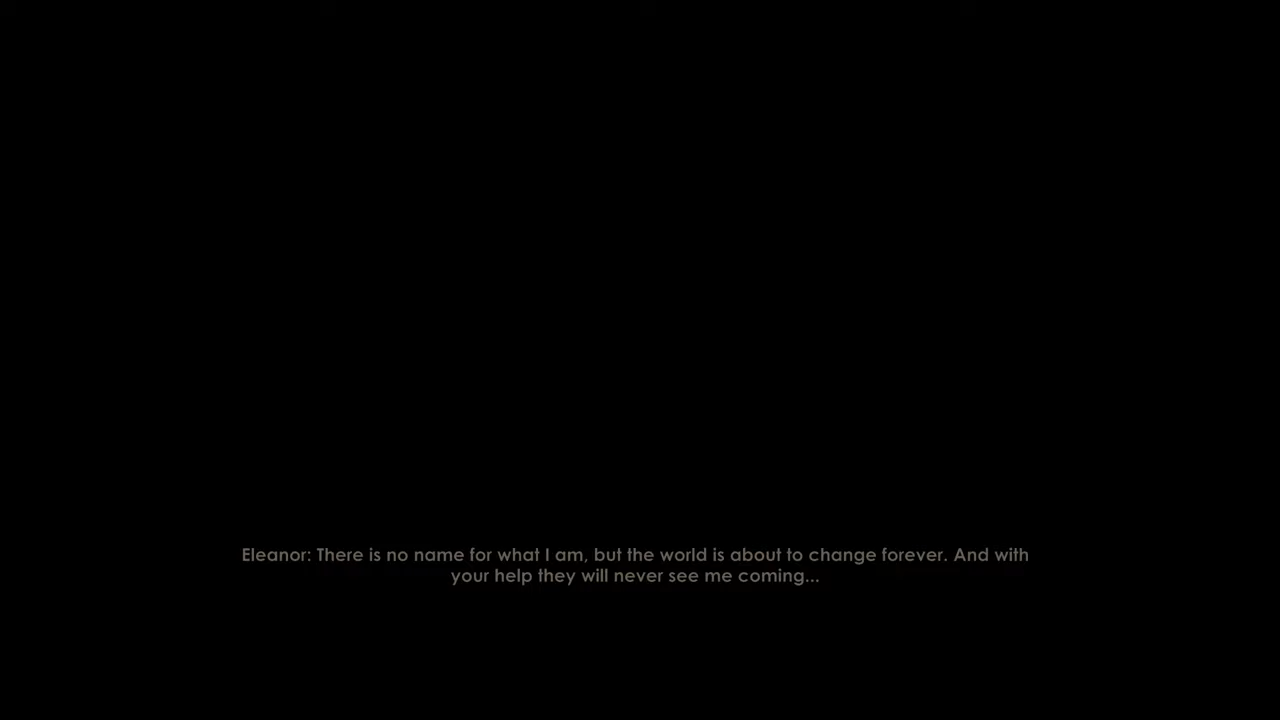 Eleanor: There is no name for what I am, but the world is about to change forever. And with
your help they will never see me coming...